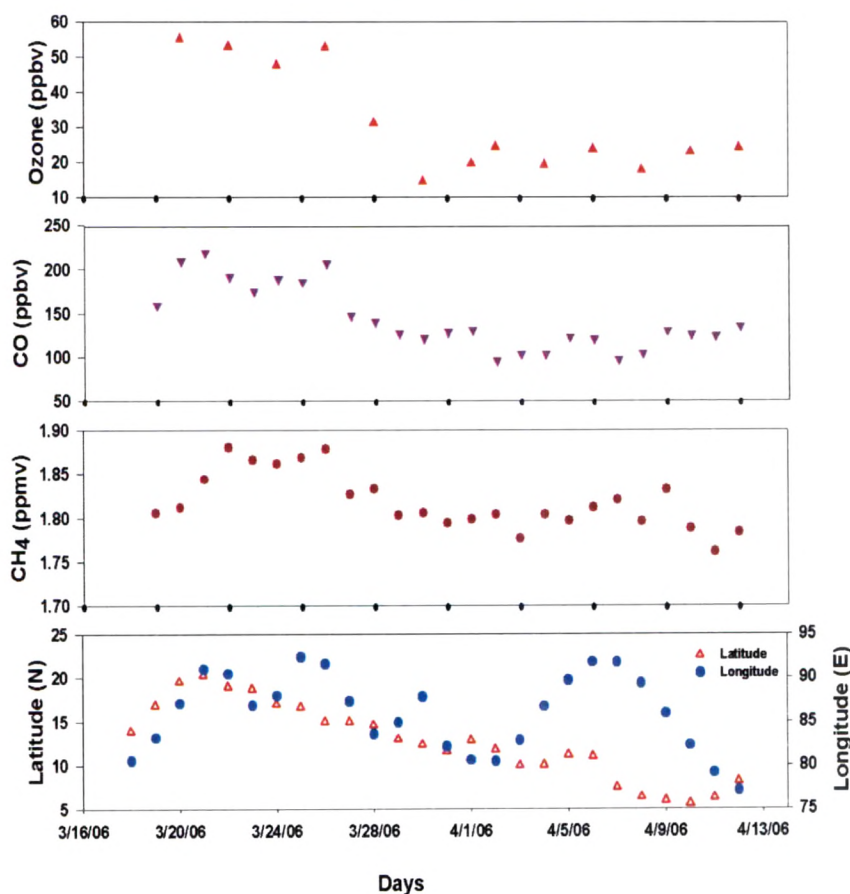 Ozone (ppbv)
60
50
40
30
20
10
CO (ppbv)
250
200
150
100
50
CH4 (ppmv)
1.90
1.85
1.80
1.75
1.70
Latitude (N)
25
20
15
10
5
Latitude
Longitude
95
90
85
80
75
Longitude (E)
3/16/06 3/20/06 3/24/06 3/28/06 4/1/06 4/5/06 4/9/06 4/13/06
Days